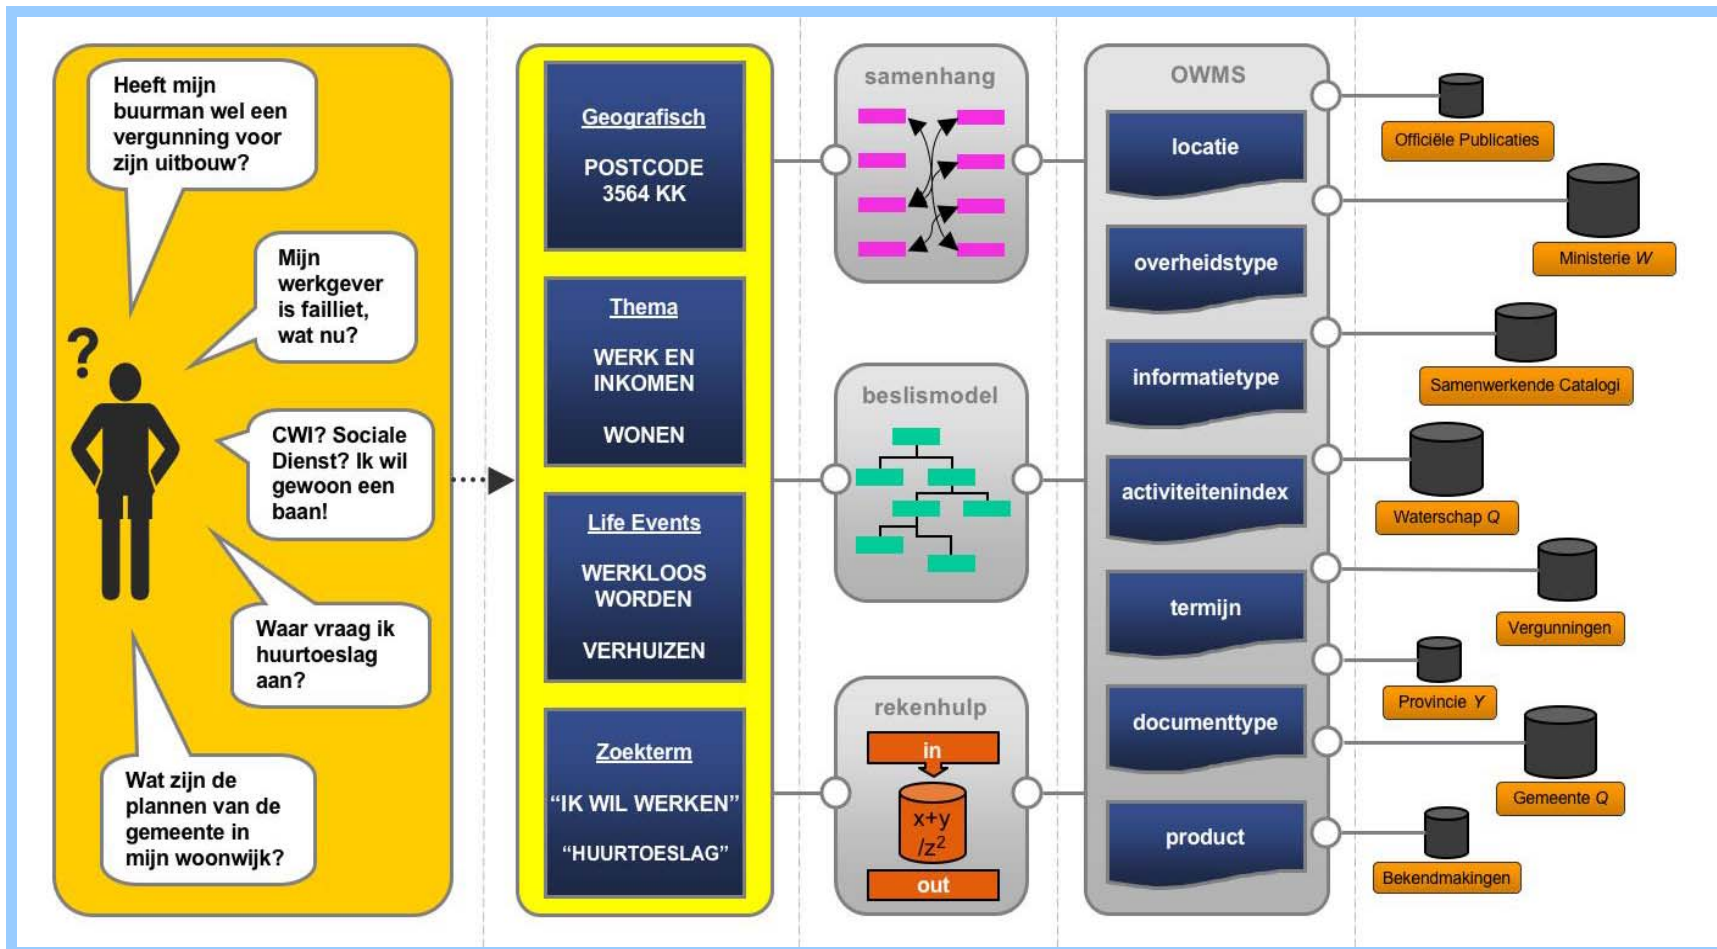 Heeft mijn
buurman wel een
vergunning voor
zijn uitbouw?
Mijn
werkgever
is failliet,
wat nu?
?
CWI? Sociale
Dienst? Ik wil
gewoon een
baan!
Waar vraag ik
huurtoeslag
aan?
Wat zijn de
plannen van de
gemeente in
mijn woonwijk?
Geografisch
POSTCODE
3564 KK
Thema
WERK EN
INKOMEN
WONEN
Life Events
WERKLOOS
WORDEN
VERHUIZEN
Zoekterm
“IK WIL WERKEN”
“HUURTOESLAG”
samenhang
beslismodel
rekenhulp
in
x+y
/z²
out
OWMS
locatie
overheidstype
informatietype
activiteitenindex
termijn
documenttype
product
Officiële Publicaties
Ministerie W
Samenwerkende Catalogi
Waterschap Q
Vergunningen
Provincie Y
Gemeente Q
Bekendmakingen